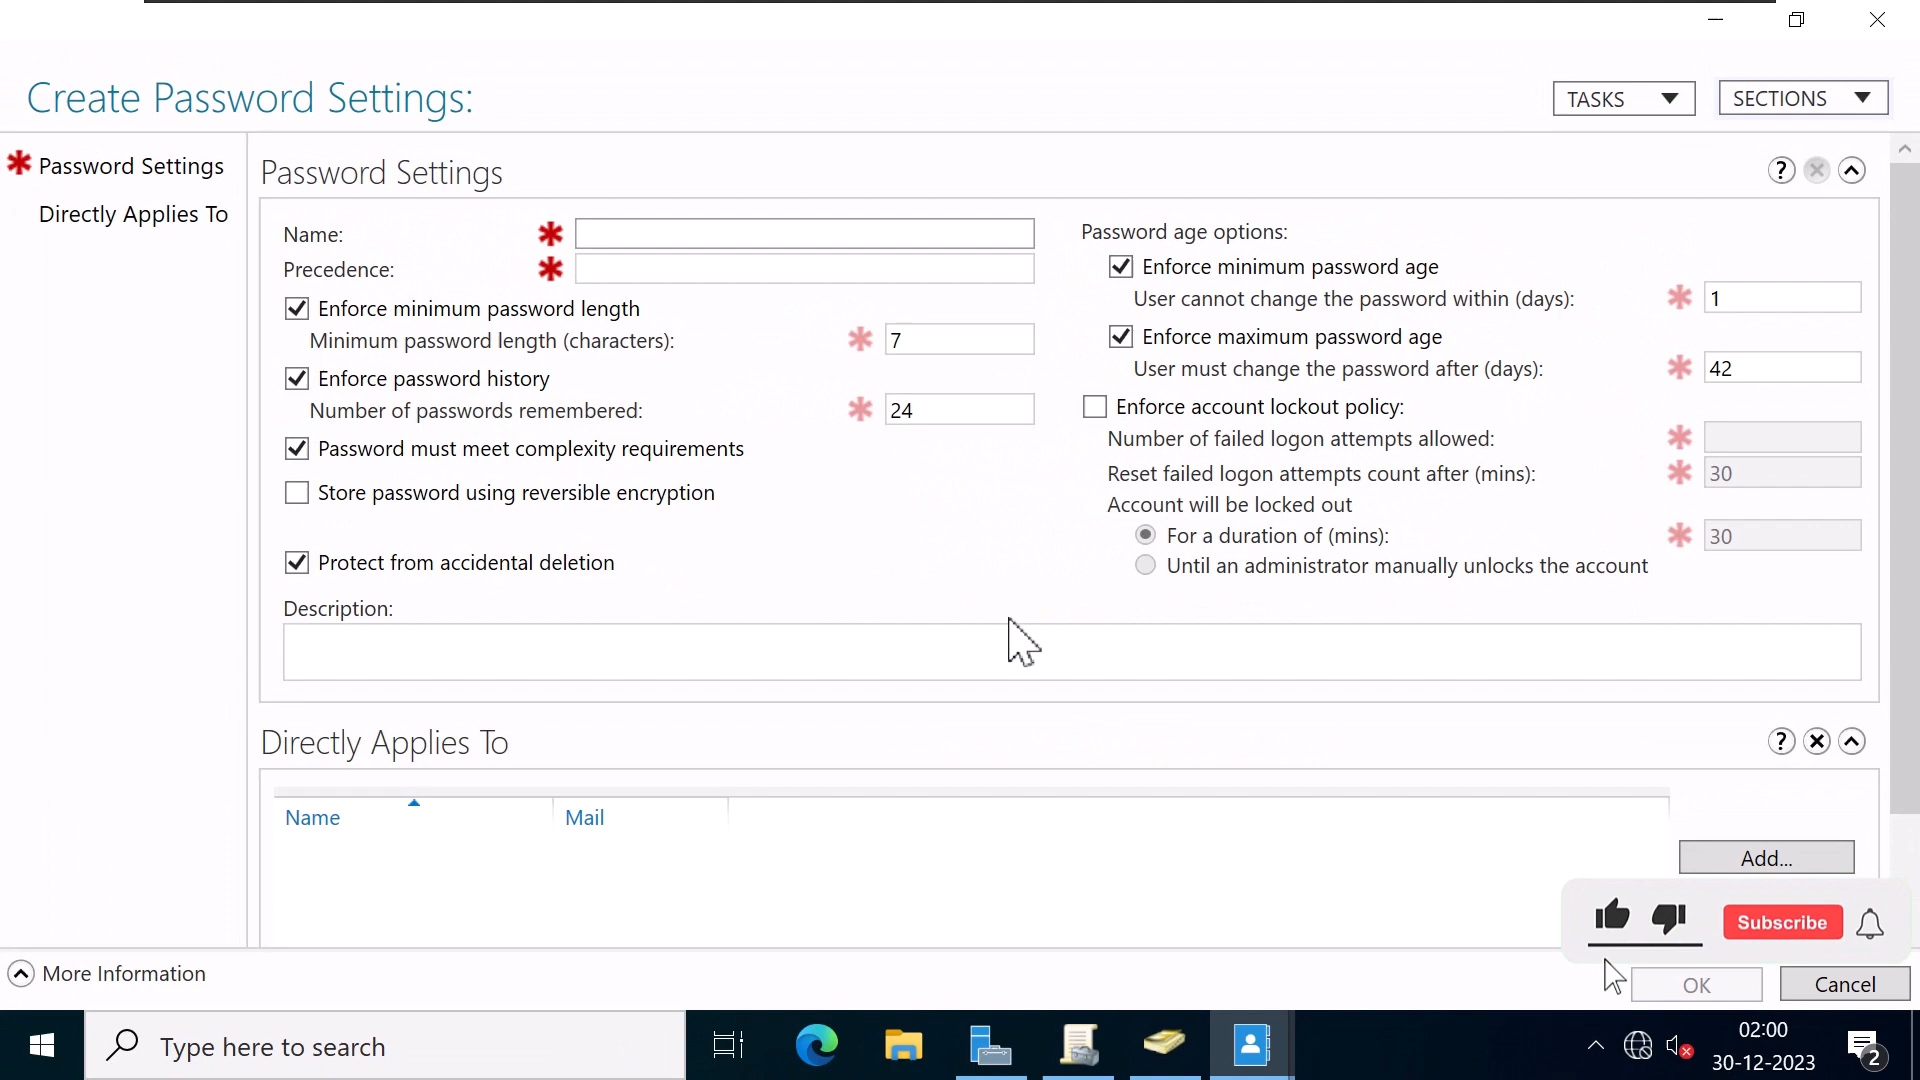 Create Password Settings:
TASKS
SECTIONS
Password Settings
Directly Applies To
Password Settings
?
Name:
Precedence:
Enforce minimum password length
Minimum password length (characters):
7
Enforce password history
Number of passwords remembered:
24
Password must meet complexity requirements
Store password using reversible encryption
Protect from accidental deletion
Description:
Password age options:
Enforce minimum password age
User cannot change the password within (days):
1
Enforce maximum password age
User must change the password after (days):
42
Enforce account lockout policy:
Number of failed logon attempts allowed:
Reset failed logon attempts count after (mins):
30
Account will be locked out
For a duration of (mins):
30
Until an administrator manually unlocks the account
Directly Applies To
?
Name
Mail
Add...
Subscribe
More Information
OK
Cancel
Type here to search
02:00
30-12-2023
2